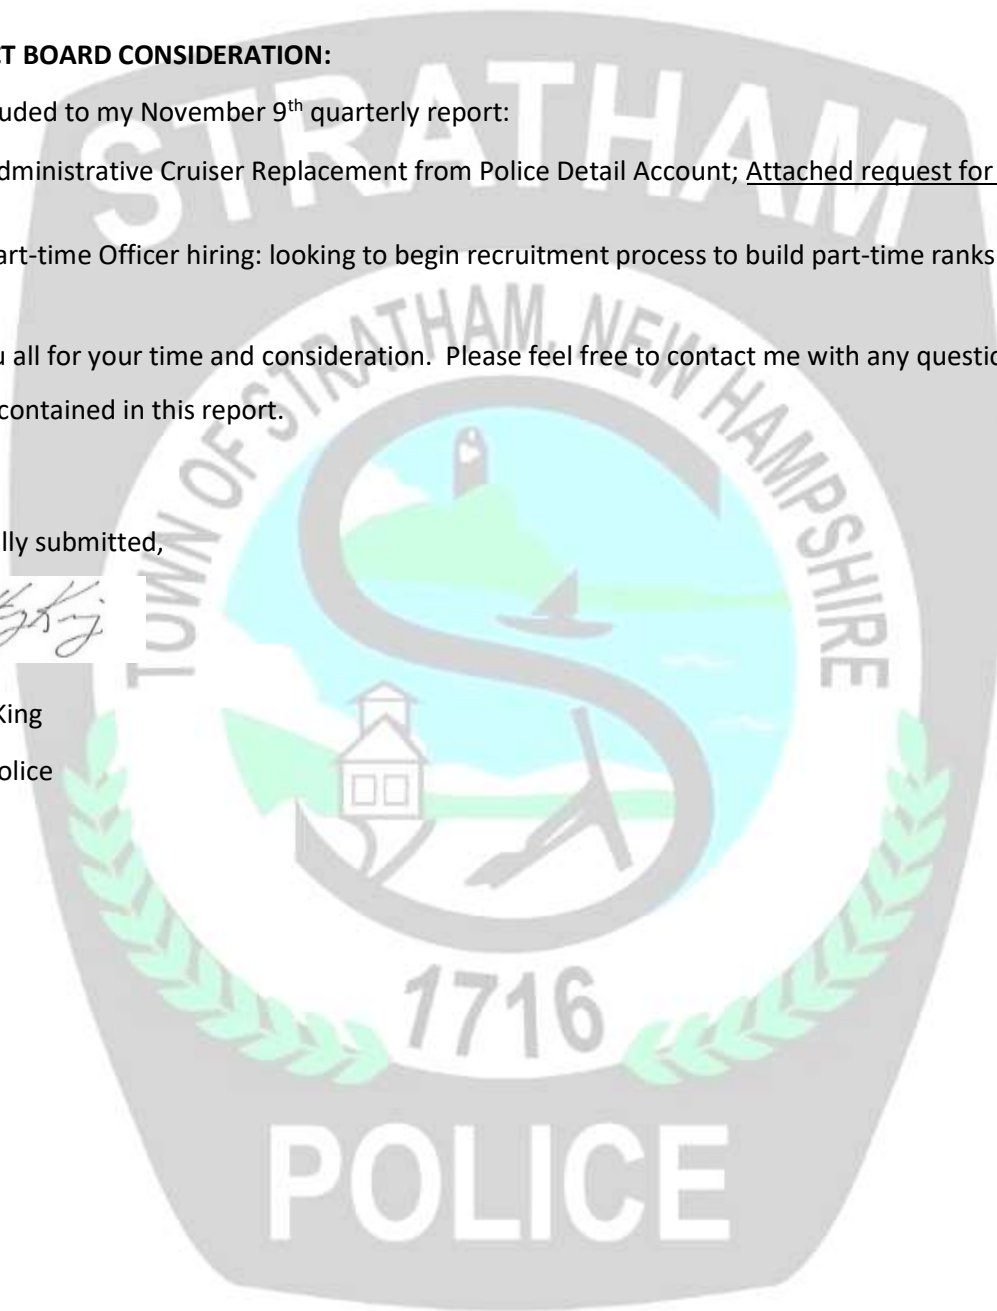 CT BOARD CONSIDERATION:
uded to my November 9th quarterly report:
dministrative Cruiser Replacement from Police Detail Account; Attached request for
art-time Officer hiring: looking to begin recruitment process to build part-time ranks
u all for your time and consideration. Please feel free to contact me with any questio
contained in this report.
lly submitted,
King
olice
STRATHAM
TOWN OF STRATHAM, NEW HAMPSHIRE
1716
POLICE